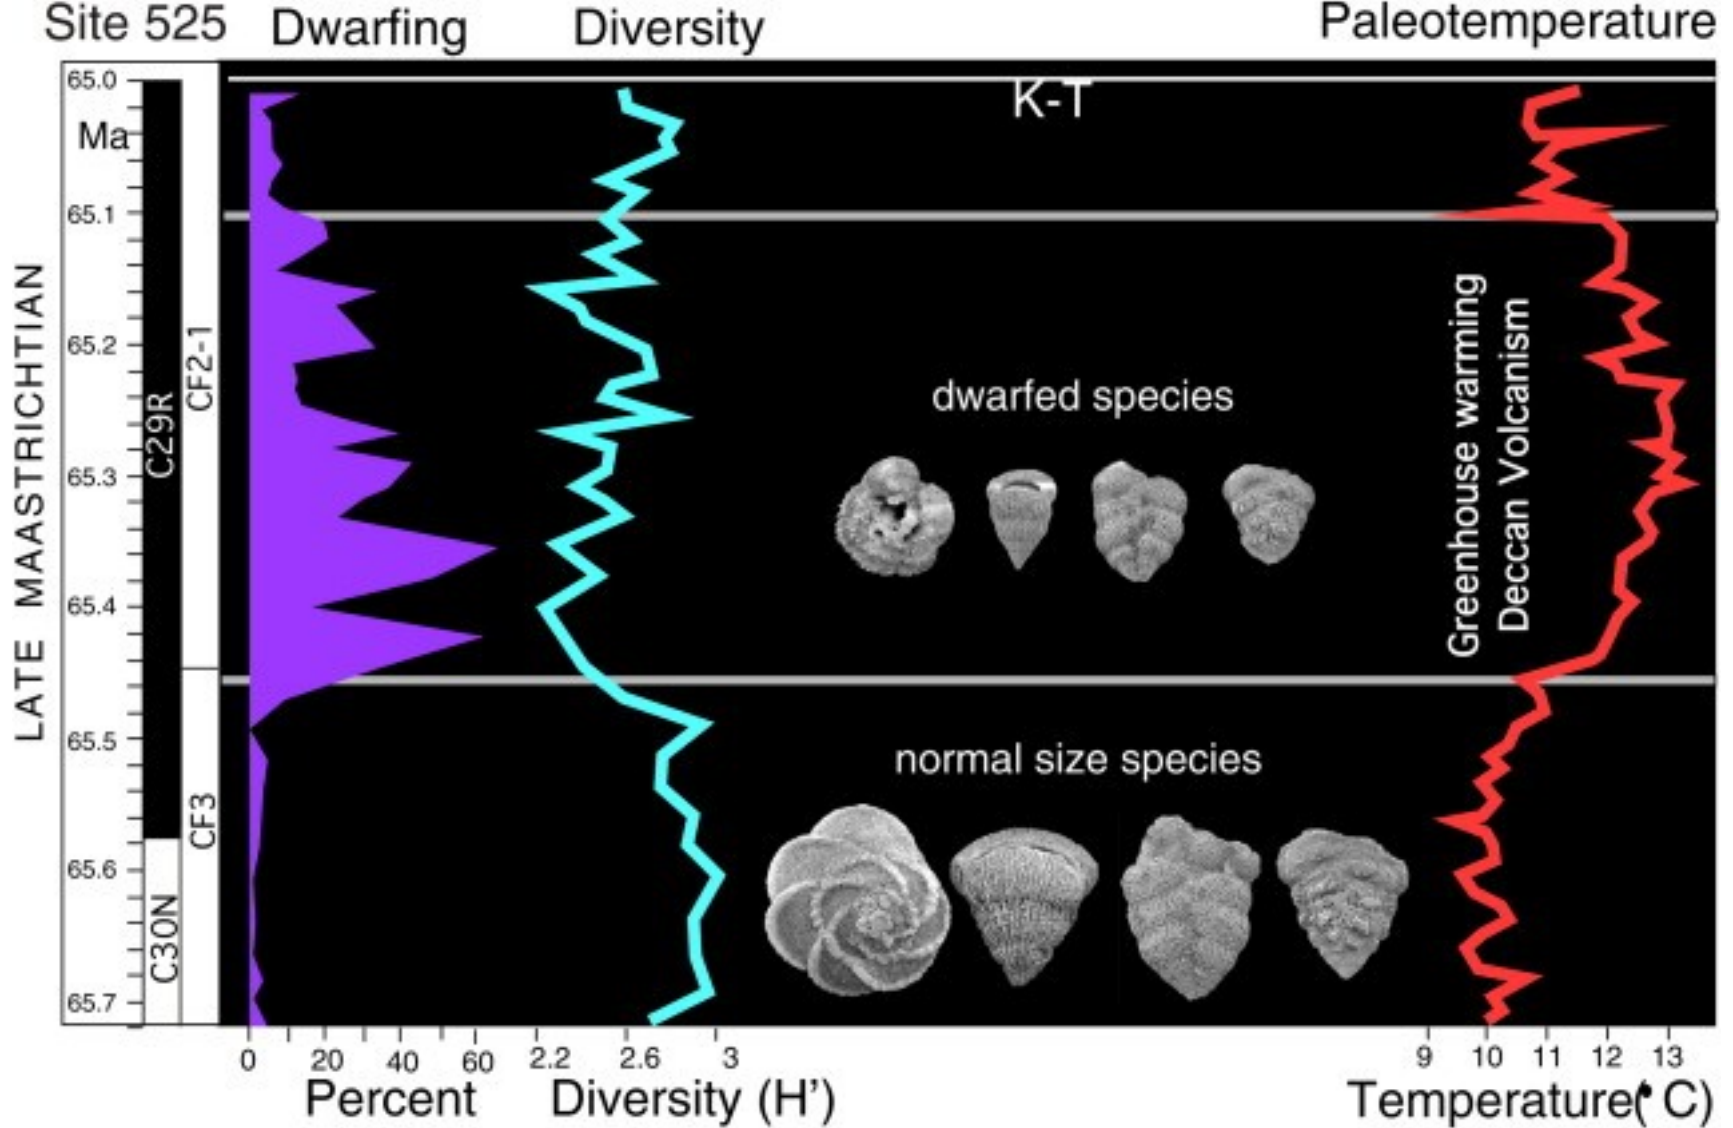 Site 525 Dwarfing Diversity Paleotemperature
65.0
K-T
Ma
65.1
65.2
65.3
65.4
65.5
65.6
65.7
LATE MAASTRICHTIAN
C29R
C30N
CF2-1
CF3
dwarfed species
normal size species
Greenhouse warming
Deccan Volcanism
0 20 40 60 2.2 2.6 3 9 10 11 12 13
Percent Diversity (H’) Temperature(° C)